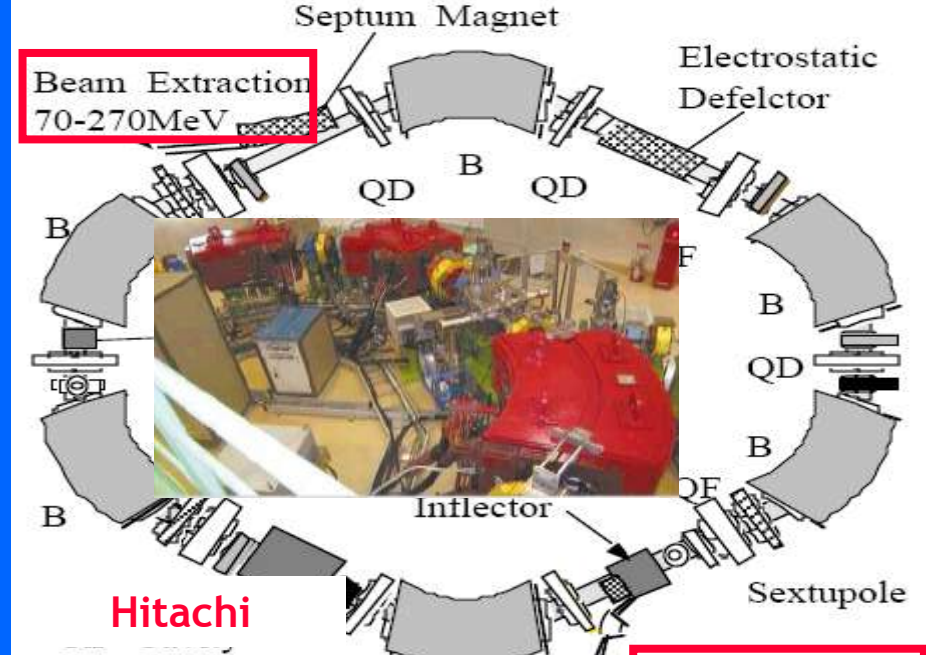 Septum Magnet
Beam Extraction
70-270MeV
Electrostatic
Defelctor
B
QD
QD
B
F
B
QD
B
QF
B
Inflector
Sextupole
Hitachi